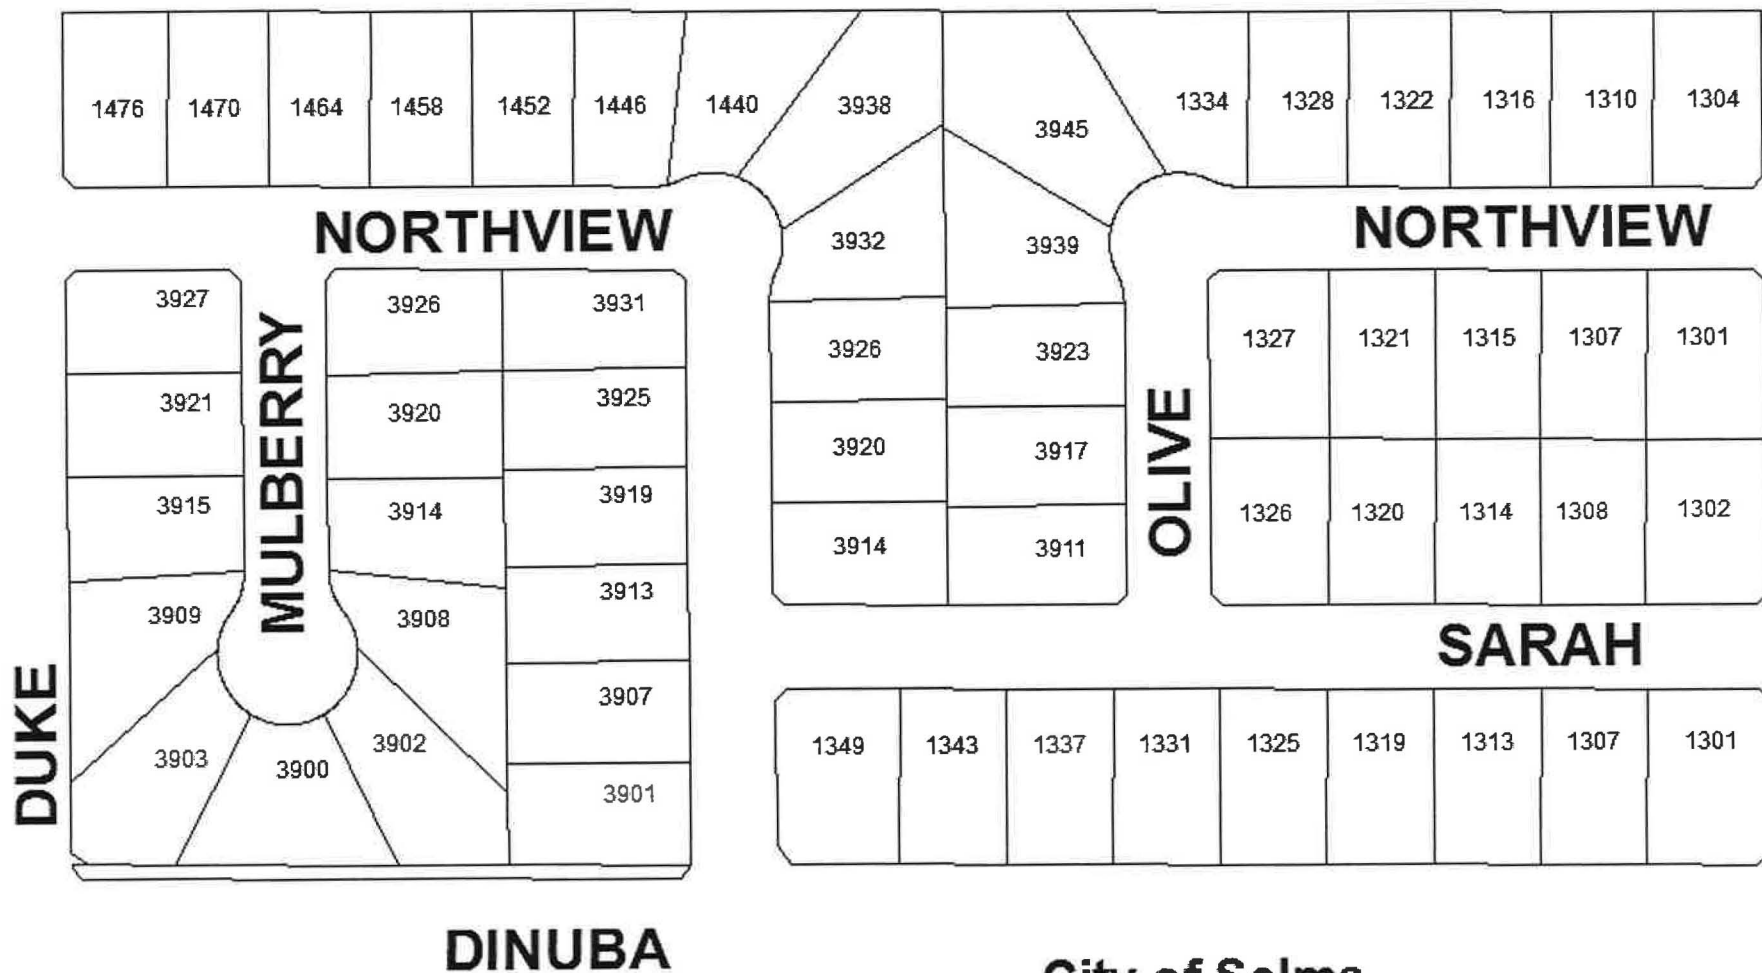 1476 1470 1464 1458 1452 1446 1440 3938 3945 1334 1328 1322 1316 1310 1304
NORTHVIEW
NORTHVIEW
3932 3939
3927 3926 3931
3926 3923
1327 1321 1315 1307 1301
3921 3920 3925
3920 3917
3915 3914 3919
3914 3911
1326 1320 1314 1308 1302
MULBERRY
OLIVE
3909 3908 3913
SARAH
DUKE
3903 3900 3902 3907
3901
1349 1343 1337 1331 1325 1319 1313 1307 1301
DINUBA
City of Selma